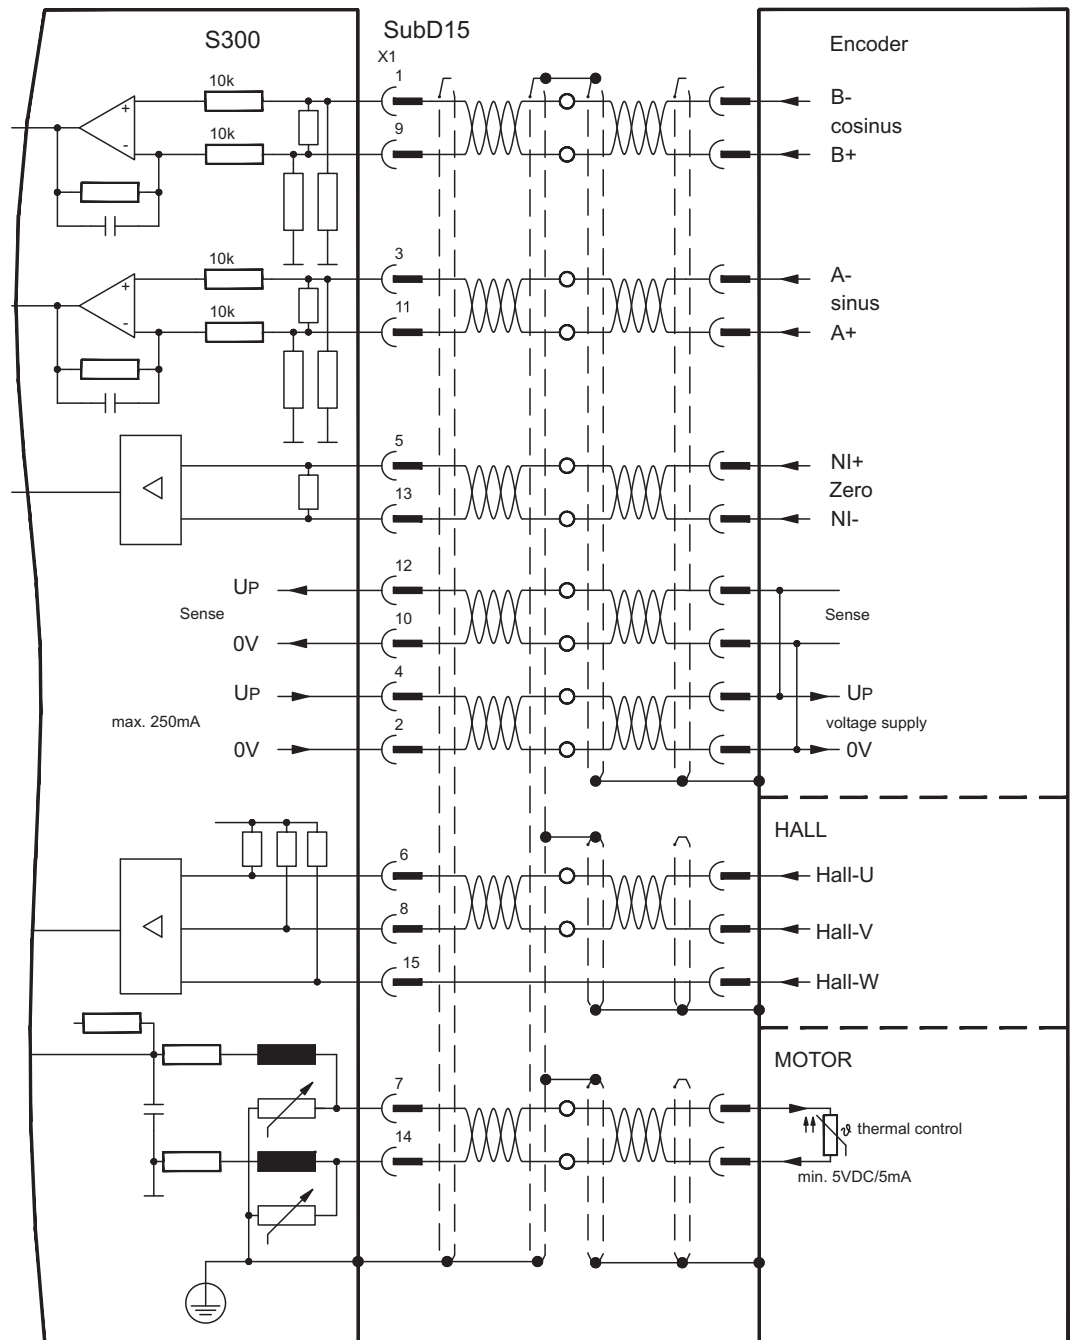 S300
SubD15
Encoder
X1
1
10k
B-
cosinus
9
10k
B+
+
-
3
10k
A-
sinus
11
10k
A+
+
-
5
NI+
Zero
13
NI-
12
UP
Sense
Sense
10
0V
4
UP
UP
max. 250mA
voltage supply
2
0V
0V
HALL
6
Hall-U
8
Hall-V
15
Hall-W
MOTOR
7
ϑ thermal control
14
min. 5VDC/5mA